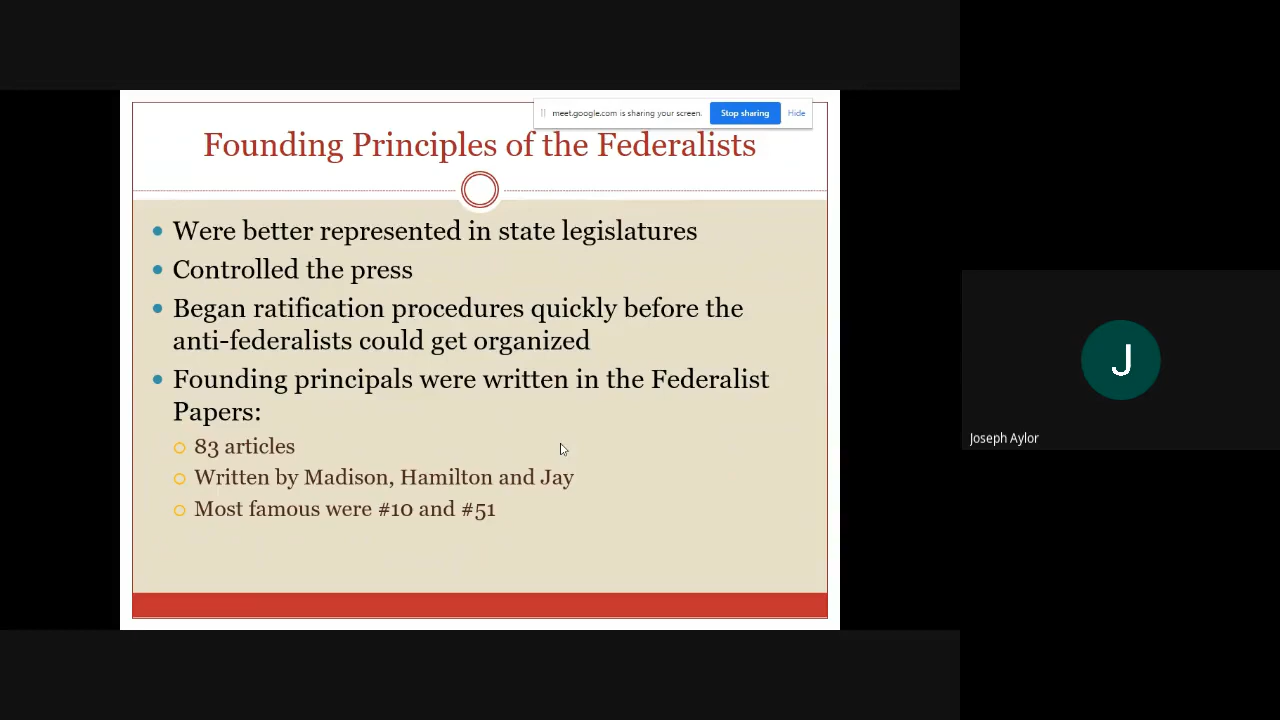 meet.google.com is sharing your screen.
Stop sharing
Hide
Founding Principles of the Federalists
Were better represented in state legislatures
Controlled the press
Began ratification procedures quickly before the
anti-federalists could get organized
Founding principals were written in the Federalist
Papers:
83 articles
Written by Madison, Hamilton and Jay
Most famous were #10 and #51
J
Joseph Aylor